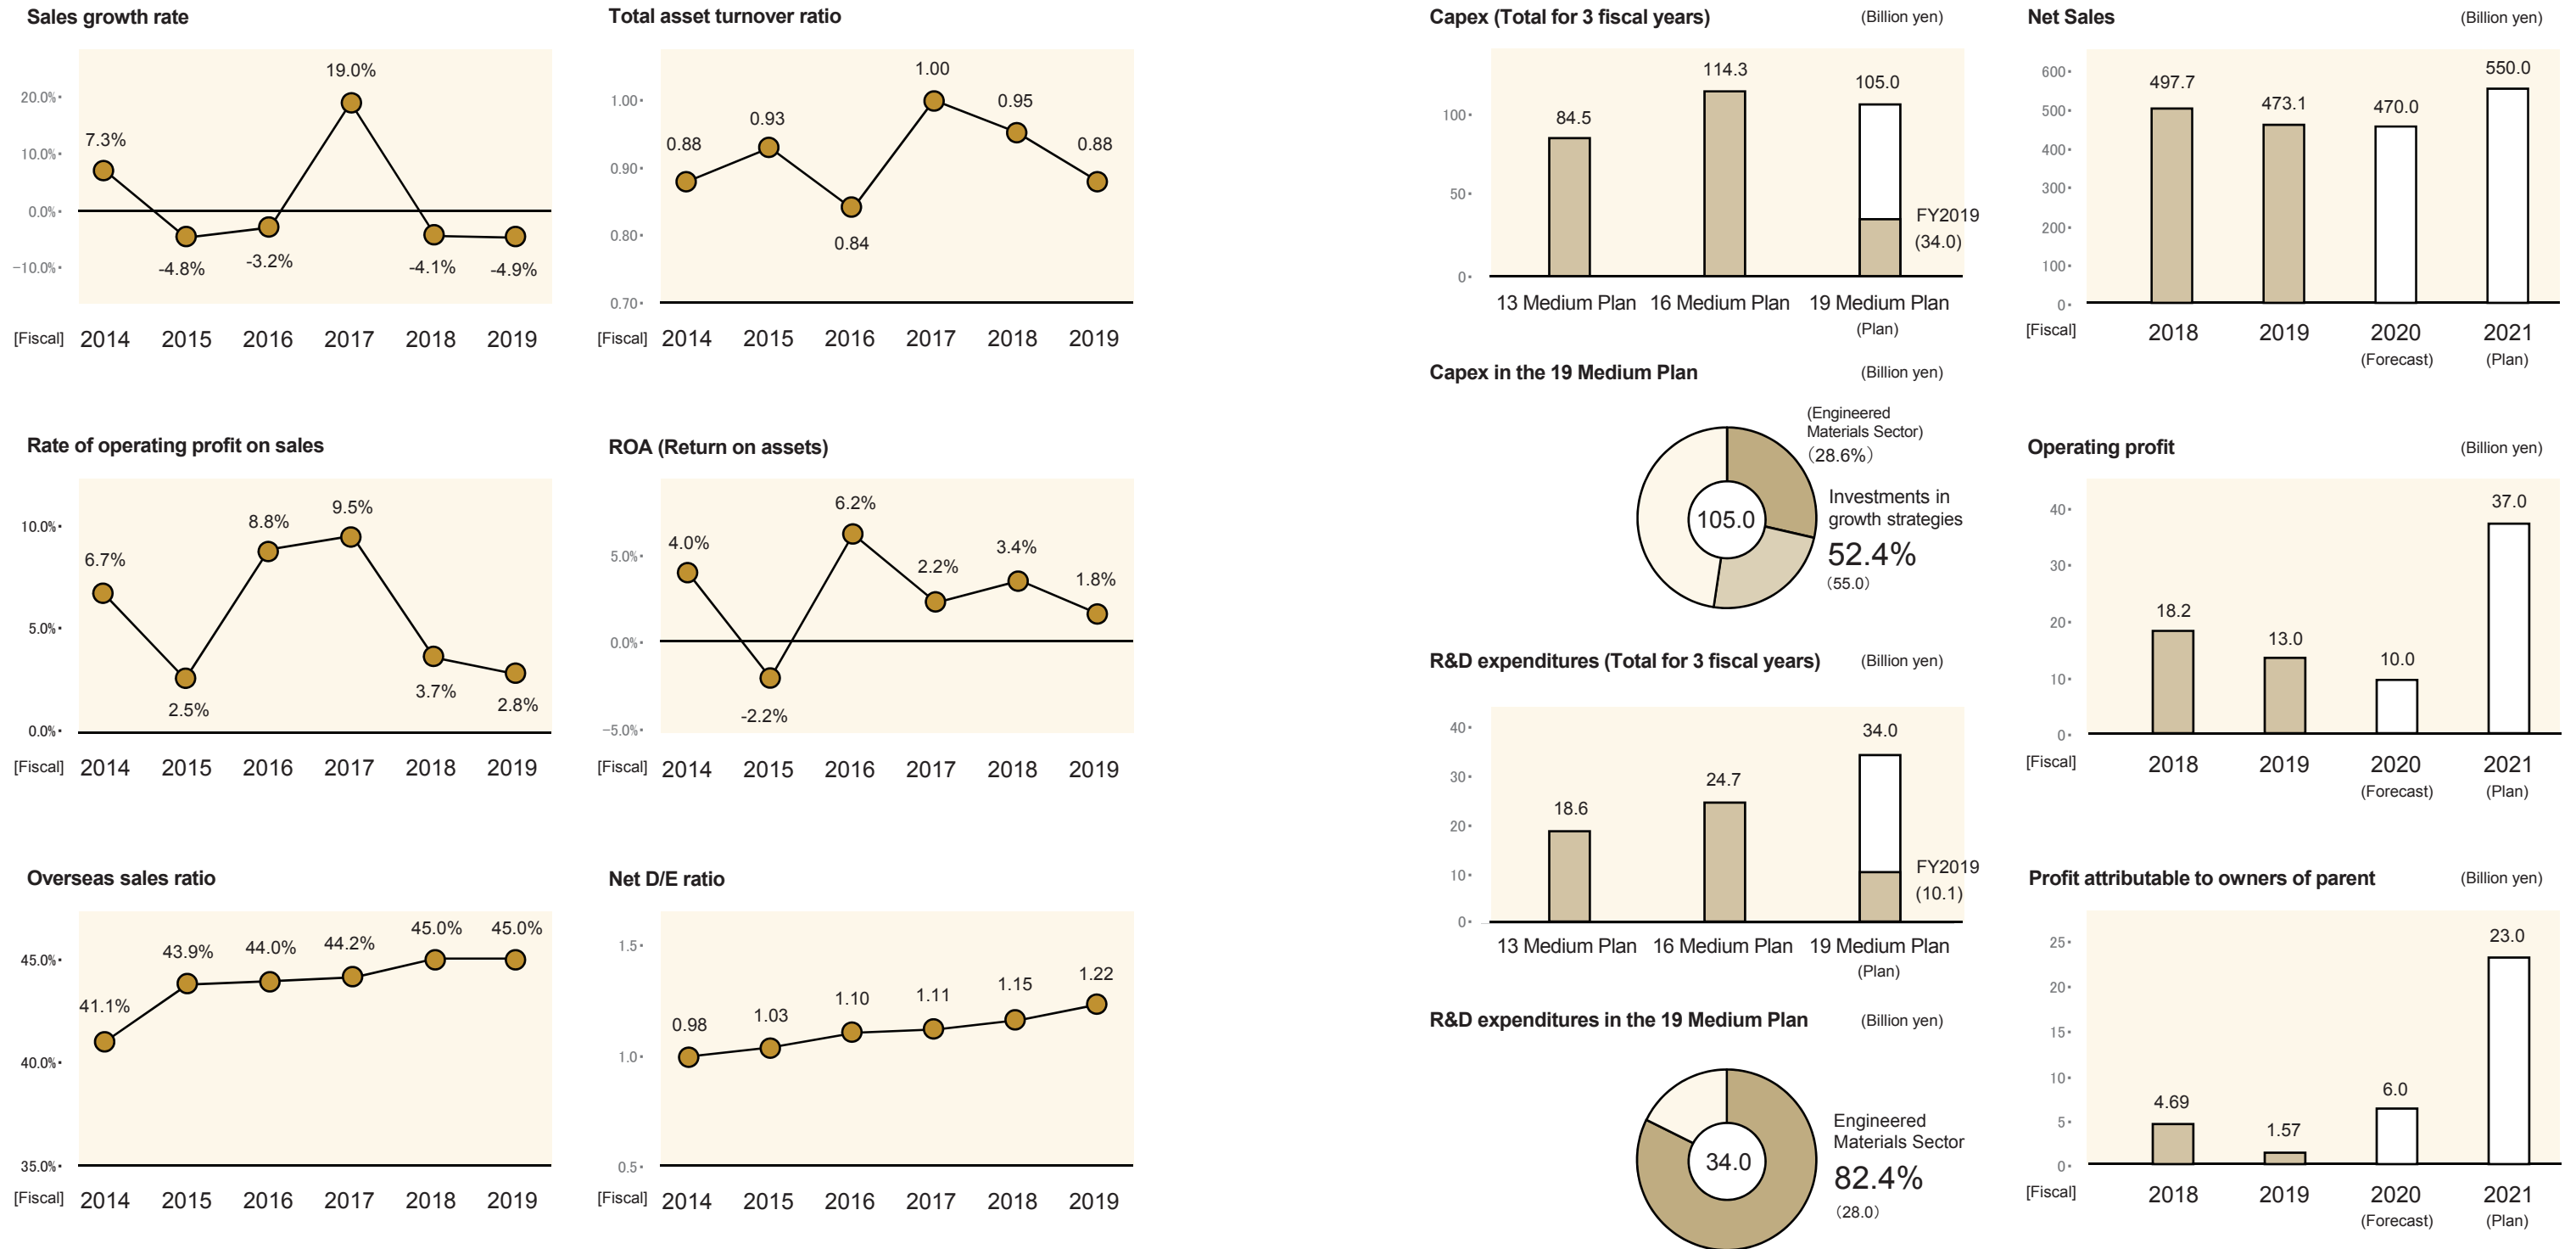 Sales growth rate
20.0%
10.0%
0.0%
−10.0%
7.3%
-4.8%
-3.2%
19.0%
-4.1%
-4.9%
[Fiscal] 2014 2015 2016 2017 2018 2019
Total asset turnover ratio
1.00
0.90
0.80
0.70
0.88
0.93
0.84
1.00
0.95
0.88
[Fiscal] 2014 2015 2016 2017 2018 2019
Rate of operating profit on sales
10.0%
5.0%
0.0%
6.7%
2.5%
8.8%
9.5%
3.7%
2.8%
[Fiscal] 2014 2015 2016 2017 2018 2019
ROA (Return on assets)
5.0%
0.0%
−5.0%
4.0%
-2.2%
6.2%
2.2%
3.4%
1.8%
[Fiscal] 2014 2015 2016 2017 2018 2019
Overseas sales ratio
45.0%
40.0%
35.0%
41.1%
43.9%
44.0%
44.2%
45.0%
45.0%
[Fiscal] 2014 2015 2016 2017 2018 2019
Net D/E ratio
1.5
1.0
0.5
0.98
1.03
1.10
1.11
1.15
1.22
[Fiscal] 2014 2015 2016 2017 2018 2019
Capex (Total for 3 fiscal years) (Billion yen)
100
50
0
84.5
114.3
105.0
FY2019
(34.0)
13 Medium Plan 16 Medium Plan 19 Medium Plan
(Plan)
Capex in the 19 Medium Plan (Billion yen)
(Engineered
Materials Sector)
(28.6%)
105.0
Investments in
growth strategies
52.4%
(55.0)
R&D expenditures (Total for 3 fiscal years) (Billion yen)
40
30
20
10
0
18.6
24.7
34.0
FY2019
(10.1)
13 Medium Plan 16 Medium Plan 19 Medium Plan
(Plan)
R&D expenditures in the 19 Medium Plan (Billion yen)
34.0
Engineered
Materials Sector
82.4%
(28.0)
Net Sales (Billion yen)
600
500
400
300
200
100
0
497.7
473.1
470.0
550.0
[Fiscal] 2018 2019 2020 2021
(Forecast) (Plan)
Operating profit (Billion yen)
40
30
20
10
0
18.2
13.0
10.0
37.0
[Fiscal] 2018 2019 2020 2021
(Forecast) (Plan)
Profit attributable to owners of parent (Billion yen)
25
20
15
10
5
0
4.69
1.57
6.0
23.0
[Fiscal] 2018 2019 2020 2021
(Forecast) (Plan)